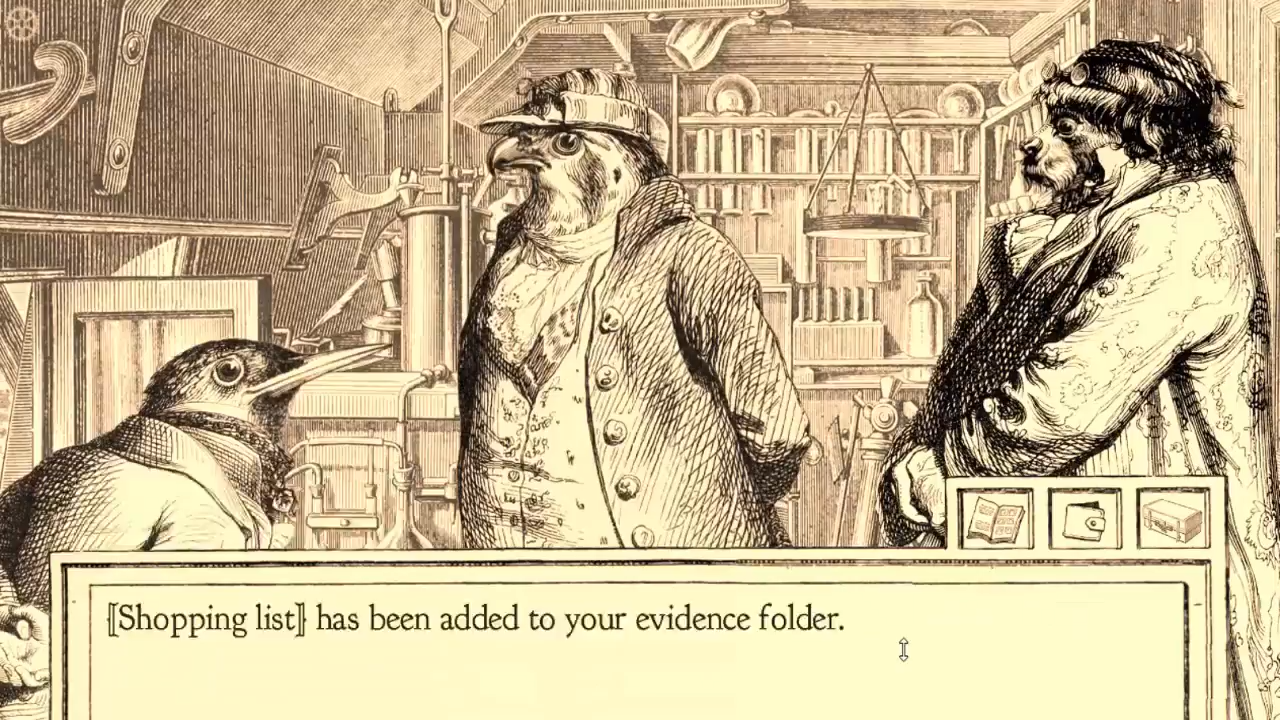 ⟦Shopping list⟧ has been added to your evidence folder.